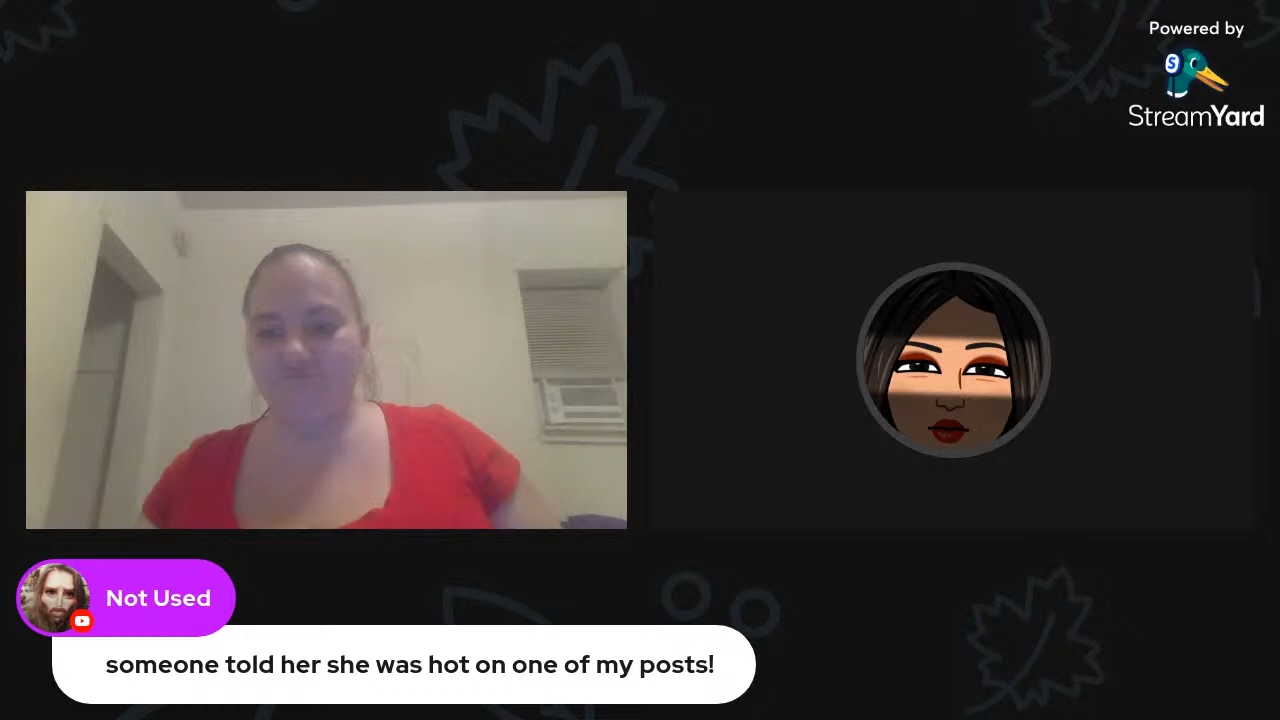 Powered by
S
StreamYard
Not Used
someone told her she was hot on one of my posts!